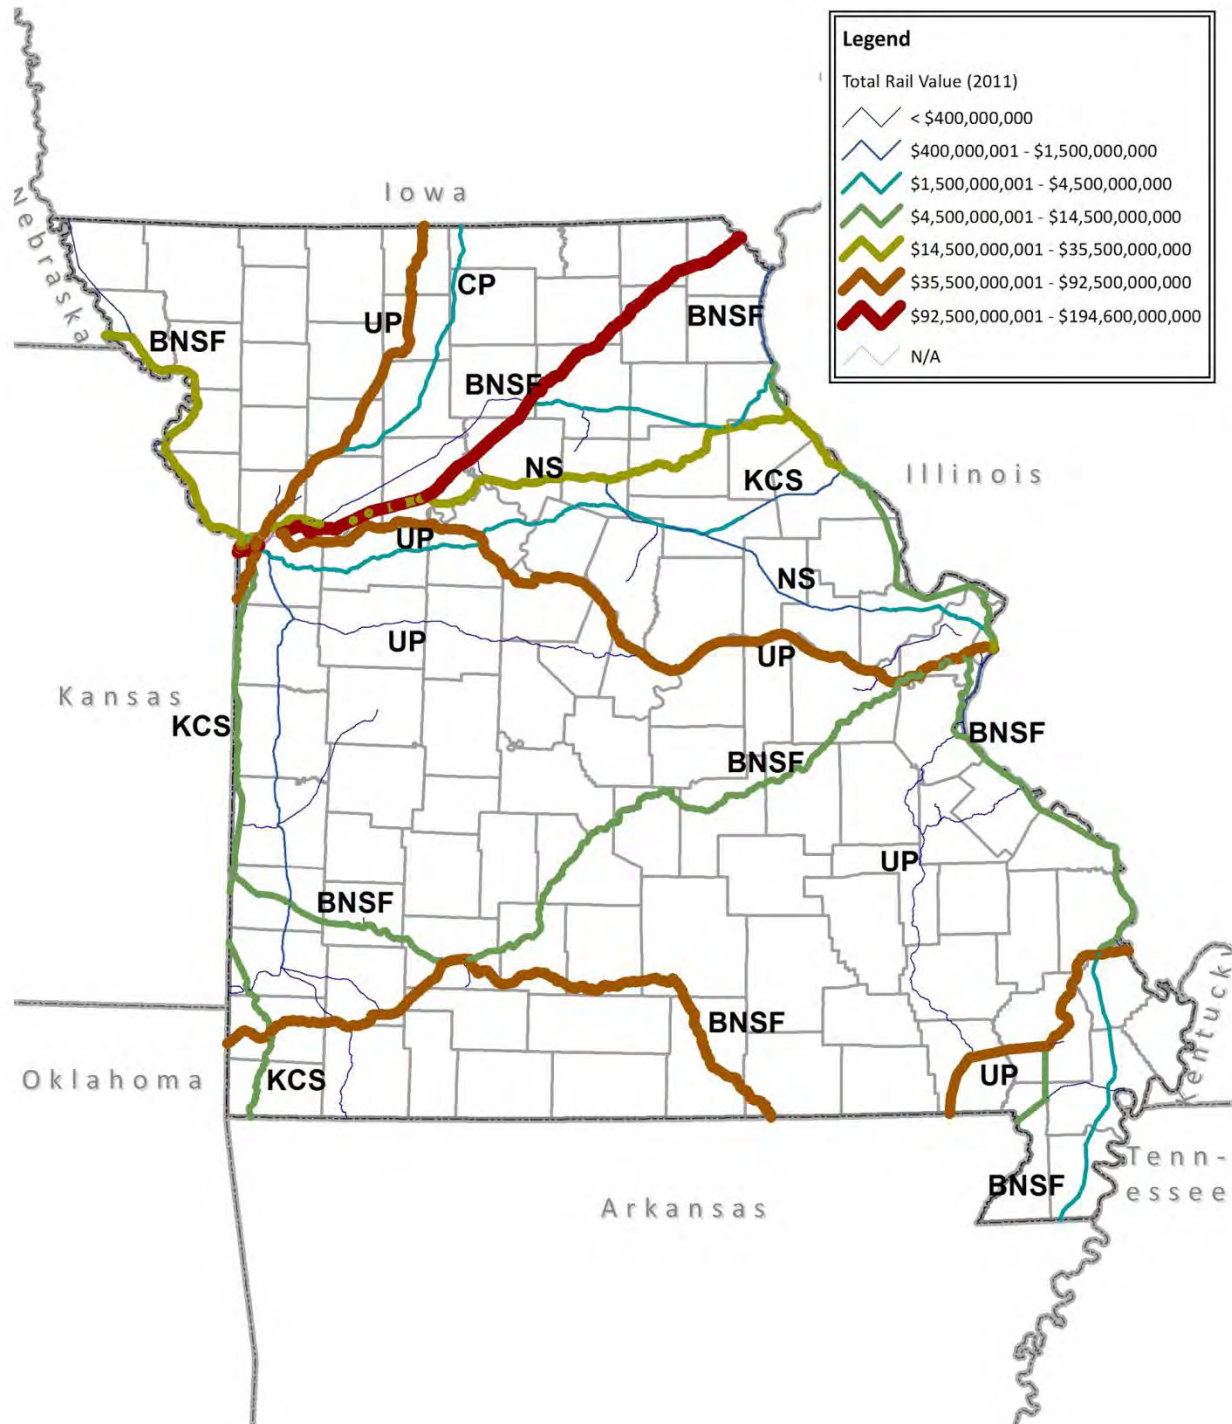 Legend
Total Rail Value (2011)
< $400,000,000
$400,000,001 - $1,500,000,000
$1,500,000,001 - $4,500,000,000
$4,500,000,001 - $14,500,000,000
$14,500,000,001 - $35,500,000,000
$35,500,000,001 - $92,500,000,000
$92,500,000,001 - $194,600,000,000
N/A
Iowa
Nebraska
CP
BNSF
UP
BNSF
BNSF
NS
KCS
Illinois
UP
NS
UP
UP
Kansas
KCS
BNSF
BNSF
UP
BNSF
Kentucky
BNSF
Oklahoma
KCS
UP
Tenn-
essee
BNSF
Arkansas